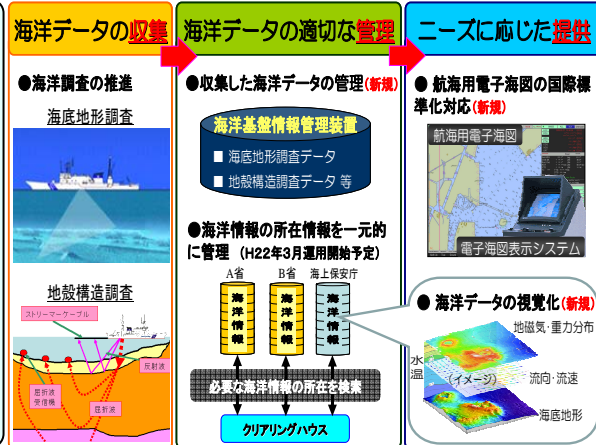 海洋データの収集
●海洋調査の推進
海底地形調査
地殻構造調査
ストリーマーケーブル
反射波
屈折波
受信機
屈折波
海洋データの適切な管理
●収集した海洋データの管理(新規)
海洋基盤情報管理装置
■ 海底地形調査データ
■ 地殻構造調査データ 等
●海洋情報の所在情報を一元的
に管理 (H22年3月運用開始予定)
A省
B省
海上保安庁
海洋情報
海洋情報
海洋情報
必要な海洋情報の所在を検索
クリアリングハウス
ニーズに応じた提供
● 航海用電子海図の国際標
準化対応(新規)
航海用電子海図
電子海図表示システム
● 海洋データの視覚化(新規)
地磁気・重力分布
水温
(イメージ)
流向・流速
海底地形